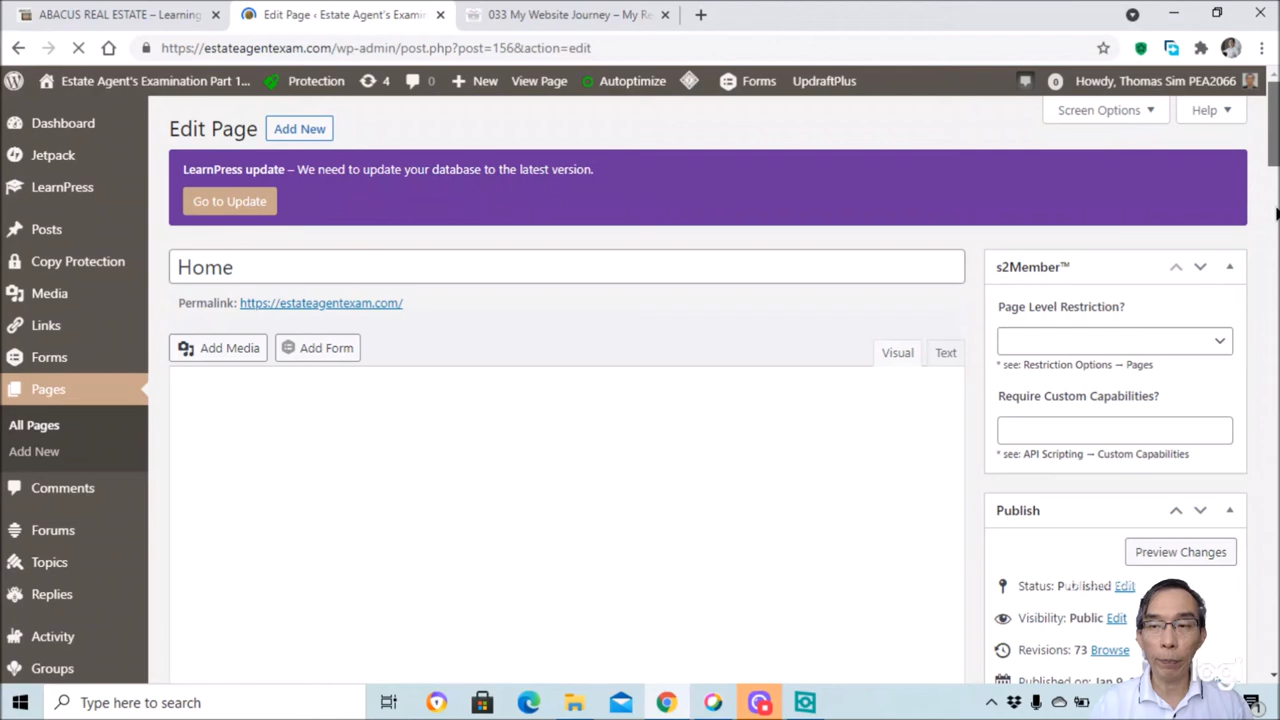 ABACUS REAL ESTATE – Learning
Edit Page ‹ Estate Agent's Examin
033 My Website Journey – My Re
https://estateagentexam.com/wp-admin/post.php?post=156&action=edit
Estate Agent's Examination Part 1... Protection 4 0 New View Page Autoptimize Forms UpdraftPlus 0 Howdy, Thomas Sim PEA2066
Screen Options Help
Dashboard
Jetpack
LearnPress
Posts
Copy Protection
Media
Links
Forms
Pages
All Pages
Add New
Comments
Forums
Topics
Replies
Activity
Groups
Edit Page Add New
LearnPress update – We need to update your database to the latest version.
Go to Update
Home
Permalink: https://estateagentexam.com/
Add Media Add Form
Visual Text
s2Member™
Page Level Restriction?
* see: Restriction Options → Pages
Require Custom Capabilities?
* see: API Scripting → Custom Capabilities
Publish
Preview Changes
Status: Published Edit
Visibility: Public Edit
Revisions: 73 Browse
Published on: Jan 9,
Type here to search
1